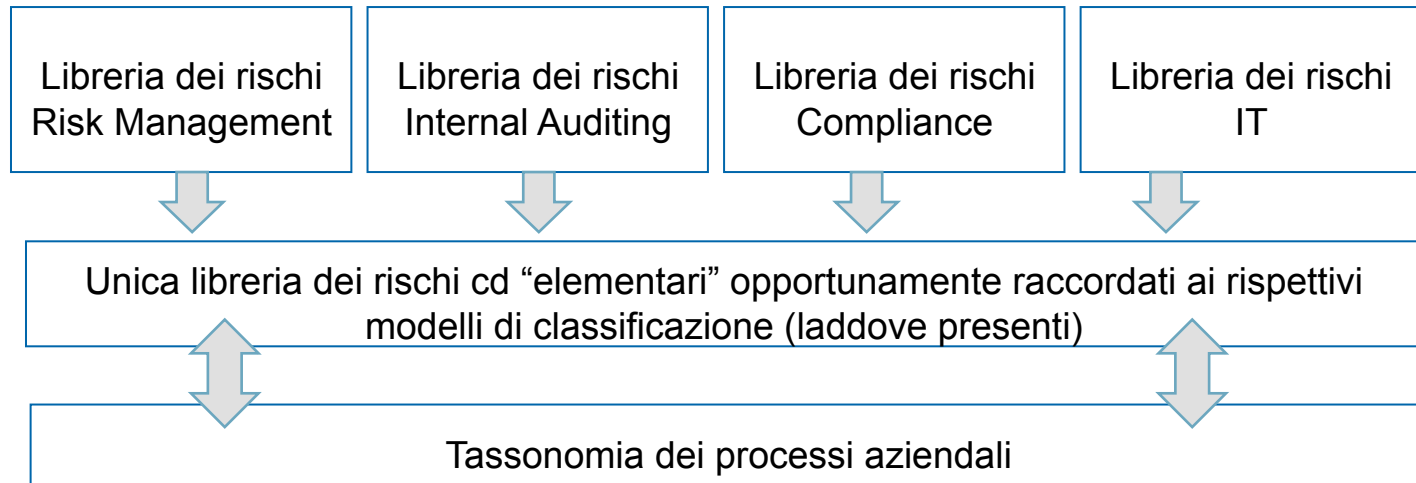 Libreria dei rischi
Risk Management
Libreria dei rischi
Internal Auditing
Libreria dei rischi
Compliance
Libreria dei rischi
IT
Unica libreria dei rischi cd “elementari” opportunamente raccordati ai rispettivi
modelli di classificazione (laddove presenti)
Tassonomia dei processi aziendali